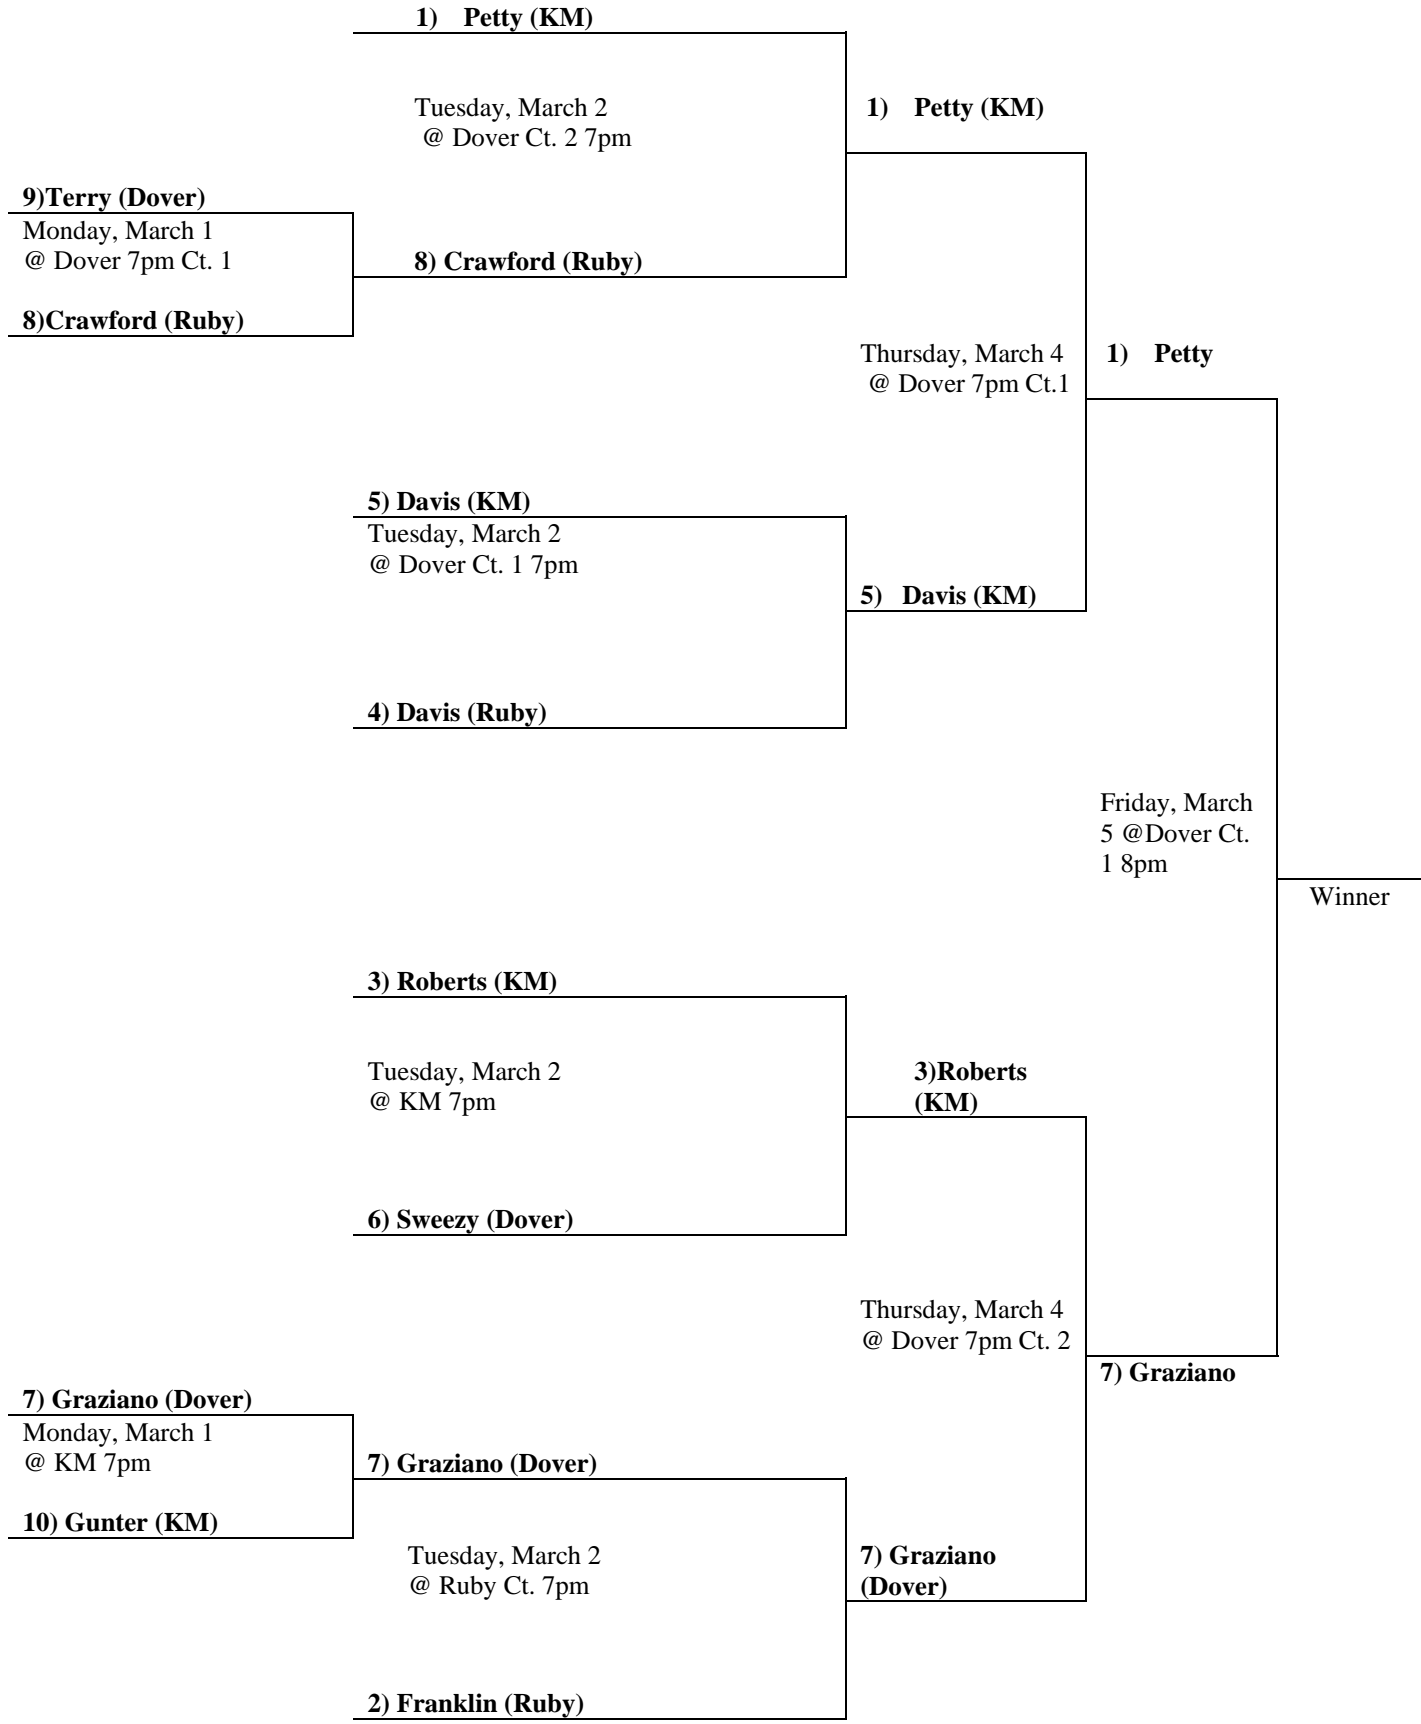 1) Petty (KM)
Tuesday, March 2
@ Dover Ct. 2 7pm
1) Petty (KM)
9)Terry (Dover)
Monday, March 1
@ Dover 7pm Ct. 1
8) Crawford (Ruby)
8)Crawford (Ruby)
Thursday, March 4
@ Dover 7pm Ct.1
1) Petty
5) Davis (KM)
Tuesday, March 2
@ Dover Ct. 1 7pm
5) Davis (KM)
4) Davis (Ruby)
Friday, March
5 @Dover Ct.
1 8pm
Winner
3) Roberts (KM)
Tuesday, March 2
@ KM 7pm
3)Roberts
(KM)
6) Sweezy (Dover)
Thursday, March 4
@ Dover 7pm Ct. 2
7) Graziano
7) Graziano (Dover)
Monday, March 1
@ KM 7pm
7) Graziano (Dover)
10) Gunter (KM)
Tuesday, March 2
@ Ruby Ct. 7pm
7) Graziano
(Dover)
2) Franklin (Ruby)